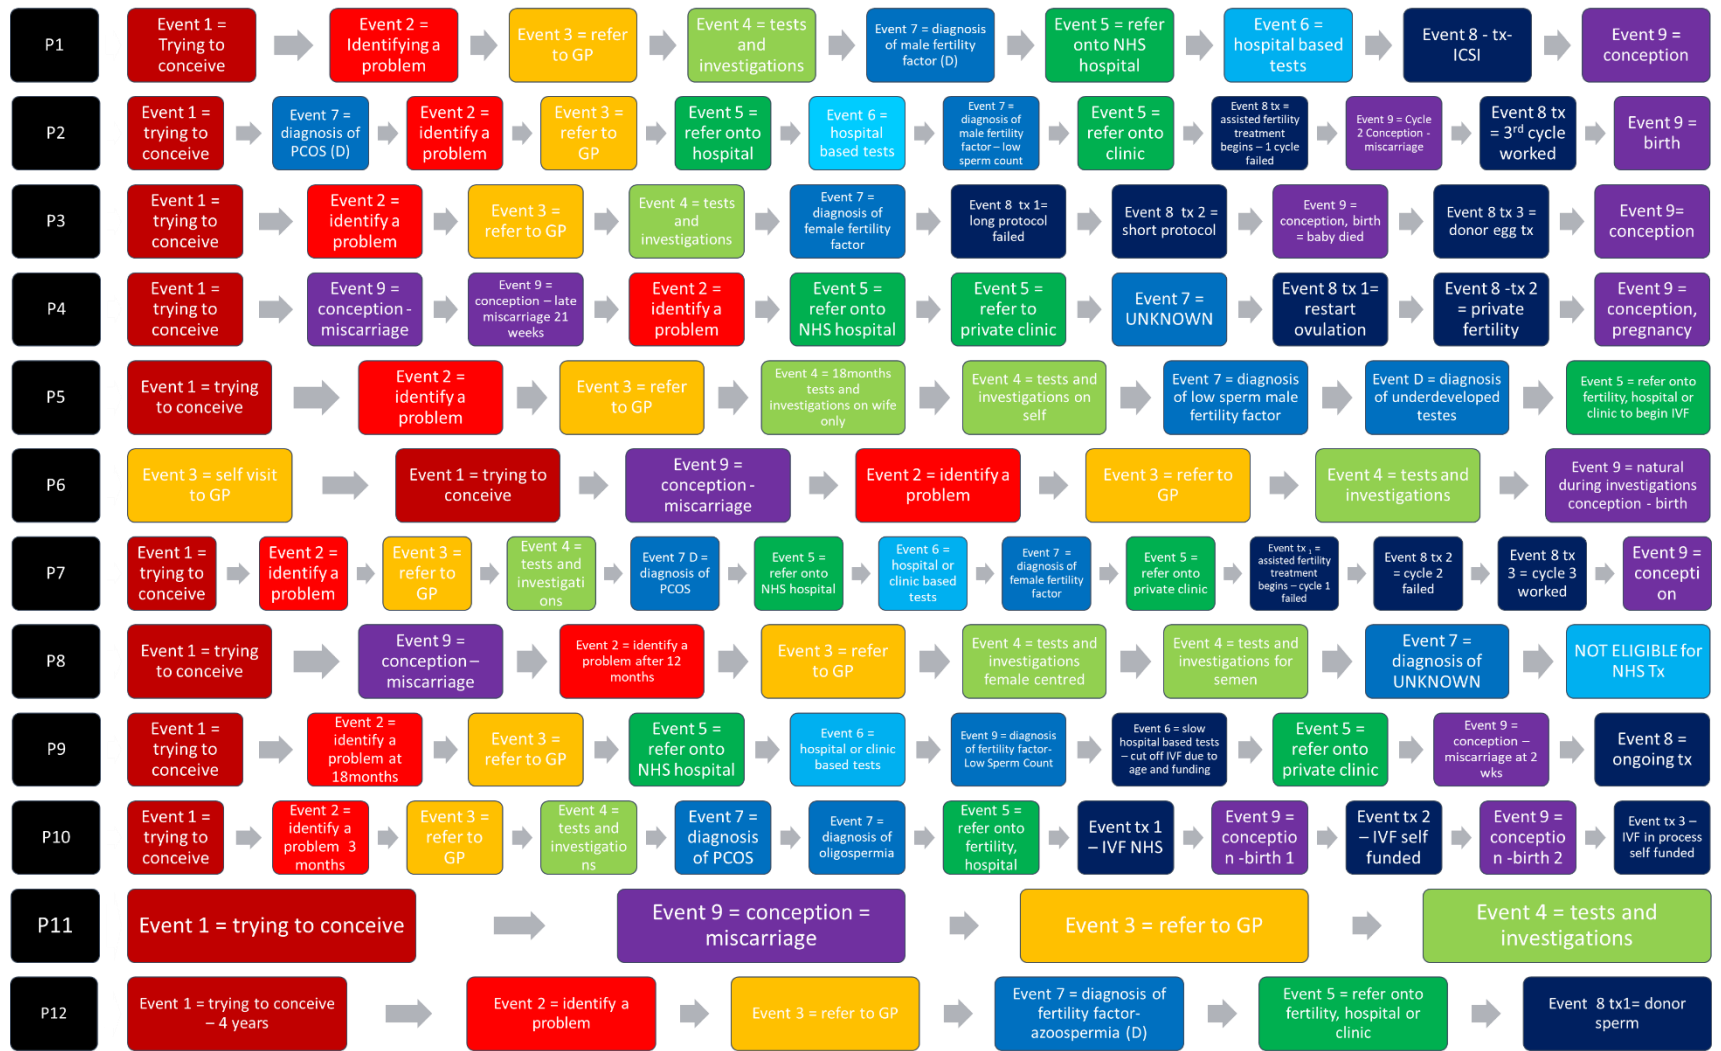 P1
Event 1 =
Trying to
conceive
Event 2 =
Identifying a
problem
Event 3 = refer
to GP
Event 4 = tests
and
investigations
Event 7 = diagnosis
of male fertility
factor (D)
Event 5 = refer
onto NHS
hospital
Event 6 =
hospital based
tests
Event 8 - tx-
ICSI
Event 9 =
conception
P2
Event 1 =
trying to
conceive
Event 7 =
diagnosis of
PCOS (D)
Event 2 =
identify a
problem
Event 3 =
refer to
GP
Event 5 =
refer onto
hospital
Event 6 =
hospital
based tests
Event 7 =
diagnosis of
male fertility
factor – low
sperm count
Event 5 =
refer onto
clinic
Event 8 tx =
assisted fertility
treatment
begins – 1 cycle
failed
Event 9 = Cycle
2 Conception -
miscarriage
Event 8 tx
= 3rd cycle
worked
Event 9 =
birth
P3
Event 1 =
trying to
conceive
Event 2 =
identify a
problem
Event 3 =
refer to GP
Event 4 = tests
and
investigations
Event 7 =
diagnosis of
female fertility
factor
Event 8 tx 1=
long protocol
failed
Event 8 tx 2 =
short protocol
Event 9 =
conception, birth
= baby died
Event 8 tx 3 =
donor egg tx
Event 9=
conception
P4
Event 1 =
trying to
conceive
Event 9 =
conception -
miscarriage
Event 9 =
conception – late
miscarriage 21
weeks
Event 2 =
identify a
problem
Event 5 =
refer onto
NHS hospital
Event 5 =
refer to
private clinic
Event 7 =
UNKNOWN
Event 8 tx 1=
restart
ovulation
Event 8 -tx 2
= private
fertility
Event 9 =
conception,
pregnancy
P5
Event 1 = trying
to conceive
Event 2 =
identify a
problem
Event 3 = refer
to GP
Event 4 = 18months
tests and
investigations on wife
only
Event 4 = tests and
investigations on
self
Event 7 = diagnosis
of low sperm male
fertility factor
Event D = diagnosis
of underdeveloped
testes
Event 5 = refer onto
fertility, hospital or
clinic to begin IVF
P6
Event 3 = self visit
to GP
Event 1 = trying to
conceive
Event 9 =
conception -
miscarriage
Event 2 = identify a
problem
Event 3 = refer to
GP
Event 4 = tests and
investigations
Event 9 = natural
during investigations
conception - birth
P7
Event 1 =
trying to
conceive
Event 2 =
identify a
problem
Event 3 =
refer to
GP
Event 4 =
tests and
investigati
ons
Event 7 D =
diagnosis of
PCOS
Event 5 =
refer onto
NHS hospital
Event 6 =
hospital or
clinic based
tests
Event 7 =
diagnosis of
female fertility
factor
Event 5 =
refer onto
private clinic
Event tx 1 =
assisted fertility
treatment
begins – cycle 1
failed
Event 8 tx 2
= cycle 2
failed
Event 8 tx
3 = cycle 3
worked
Event 9 =
concepti
on
P8
Event 1 = trying
to conceive
Event 9 =
conception –
miscarriage
Event 2 = identify a
problem after 12
months
Event 3 = refer
to GP
Event 4 = tests and
investigations
female centred
Event 4 = tests and
investigations for
semen
Event 7 =
diagnosis of
UNKNOWN
NOT ELIGIBLE for
NHS Tx
P9
Event 1 =
trying to
conceive
Event 2 =
identify a
problem at
18months
Event 3 =
refer to GP
Event 5 =
refer onto
NHS hospital
Event 6 =
hospital or clinic
based tests
Event 9 = diagnosis
of fertility factor-
Low Sperm Count
Event 6 = slow
hospital based tests
– cut off IVF due to
age and funding
Event 5 =
refer onto
private clinic
Event 9 =
conception –
miscarriage at 2
wks
Event 8 =
ongoing tx
P10
Event 1 =
trying to
conceive
Event 2 =
identify a
problem 3
months
Event 3 =
refer to
GP
Event 4 =
tests and
investigatio
ns
Event 7 =
diagnosis
of PCOS
Event 7 =
diagnosis of
oligospermia
Event 5 =
refer onto
fertility,
hospital
Event tx 1
– IVF NHS
Event 9 =
conceptio
n -birth 1
Event tx 2
– IVF self
funded
Event 9 =
conceptio
n -birth 2
Event tx 3 –
IVF in process
self funded
P11
Event 1 = trying to conceive
Event 9 = conception =
miscarriage
Event 3 = refer to GP
Event 4 = tests and
investigations
P12
Event 1 = trying to conceive
– 4 years
Event 2 = identify a
problem
Event 3 = refer to GP
Event 7 = diagnosis of
fertility factor-
azoospermia (D)
Event 5 = refer onto
fertility, hospital or
clinic
Event 8 tx1= donor
sperm